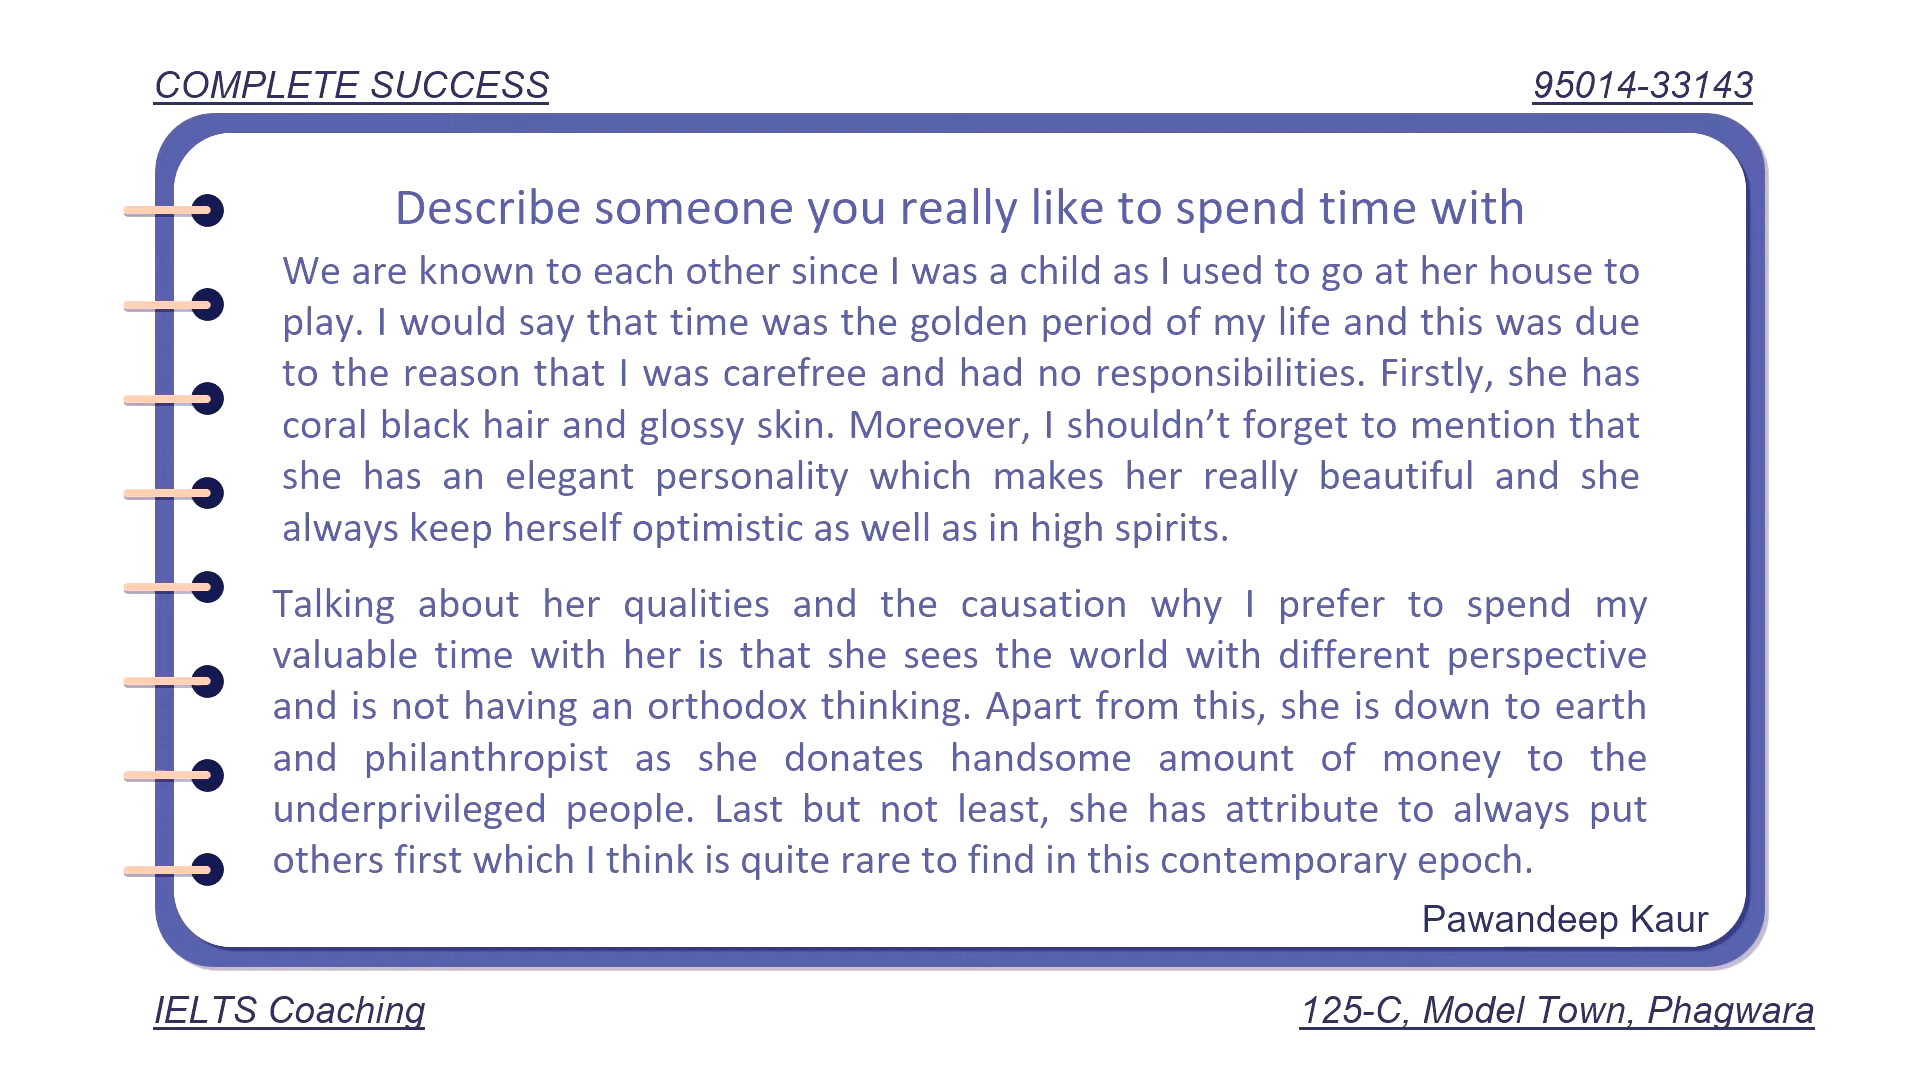 COMPLETE SUCCESS
95014-33143
Describe someone you really like to spend time with
We are known to each other since I was a child as I used to go at her house to
play. I would say that time was the golden period of my life and this was due
to the reason that I was carefree and had no responsibilities. Firstly, she has
coral black hair and glossy skin. Moreover, I shouldn’t forget to mention that
she has an elegant personality which makes her really beautiful and she
always keep herself optimistic as well as in high spirits.
Talking about her qualities and the causation why I prefer to spend my
valuable time with her is that she sees the world with different perspective
and is not having an orthodox thinking. Apart from this, she is down to earth
and philanthropist as she donates handsome amount of money to the
underprivileged people. Last but not least, she has attribute to always put
others first which I think is quite rare to find in this contemporary epoch.
Pawandeep Kaur
IELTS Coaching
125-C, Model Town, Phagwara